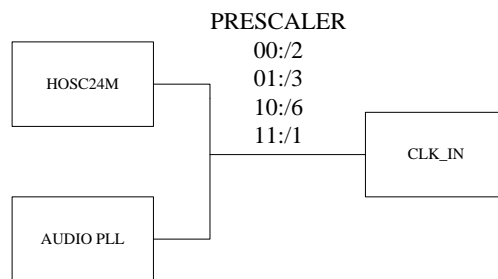 PRESCALER
00:/2
01:/3
10:/6
11:/1
HOSC24M
CLK_IN
AUDIO PLL